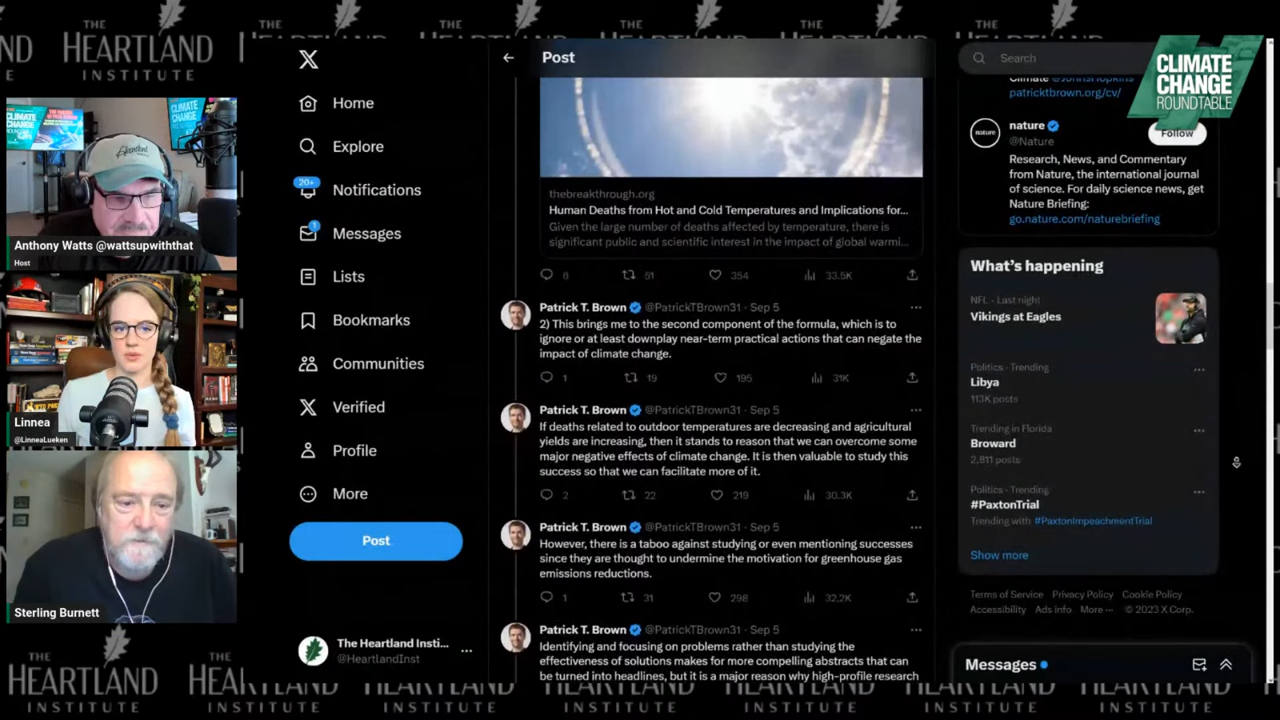 THE
HEARTLAND
INSTITUTE
CLIMATE
CHANGE
ROUNDTABLE
Anthony Watts @wattsupwiththat
Host
Linnea
@LinneaLueken
Sterling Burnett
Home
Explore
20+
Notifications
1
Messages
Lists
Bookmarks
Communities
Verified
Profile
More
Post
The Heartland Insti...
@HeartlandInst
Post
thebreakthrough.org
Human Deaths from Hot and Cold Temperatures and Implications for...
Given the large number of deaths affected by temperature, there is
significant public and scientific interest in the impact of global warmi...
6 51 354 33.5K
Patrick T. Brown @PatrickTBrown31 · Sep 5
2) This brings me to the second component of the formula, which is to
ignore or at least downplay near-term practical actions that can negate the
impact of climate change.
1 19 195 31K
Patrick T. Brown @PatrickTBrown31 · Sep 5
If deaths related to outdoor temperatures are decreasing and agricultural
yields are increasing, then it stands to reason that we can overcome some
major negative effects of climate change. It is then valuable to study this
success so that we can facilitate more of it.
2 22 219 30.3K
Patrick T. Brown @PatrickTBrown31 · Sep 5
However, there is a taboo against studying or even mentioning successes
since they are thought to undermine the motivation for greenhouse gas
emissions reductions.
1 31 298 32.2K
Patrick T. Brown @PatrickTBrown31 · Sep 5
Identifying and focusing on problems rather than studying the
effectiveness of solutions makes for more compelling abstracts that can
be turned into headlines, but it is a major reason why high-profile research
Search
Climate @JohnsHopkins
patricktbrown.org/cv/
nature
@Nature
Follow
Research, News, and Commentary
from Nature, the international journal
of science. For daily science news, get
Nature Briefing:
go.nature.com/naturebriefing
What's happening
NFL · Last night
Vikings at Eagles
Politics · Trending
Libya
113K posts
Trending in Florida
Broward
2,811 posts
Politics · Trending
#PaxtonTrial
Trending with #PaxtonImpeachmentTrial
Show more
Terms of Service Privacy Policy Cookie Policy
Accessibility Ads info More ··· © 2023 X Corp.
Messages
THE
HEARTLAND
INSTITUTE